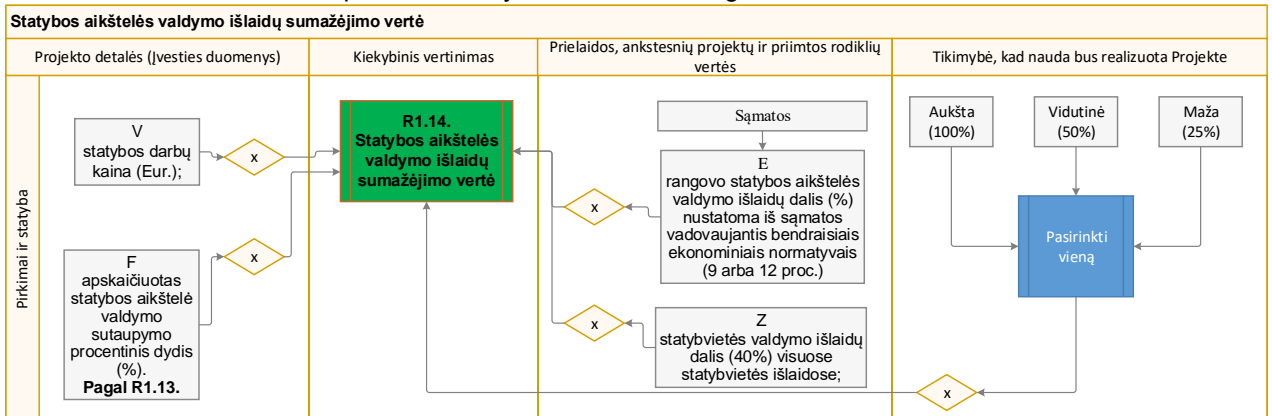 Statybos aikštelės valdymo išlaidų sumažėjimo vertė
Projekto detalės (Įvesties duomenys)
Kiekybinis vertinimas
Prielaidos, ankstesnių projektų ir priimtos rodiklių
vertės
Tikimybė, kad nauda bus realizuota Projekte
Pirkimai ir statyba
V
statybos darbų
kaina (Eur.);
x
F
apskaičiuotas
statybos aikštelė
valdymo
sutaupymo
procentinis dydis
(%).
Pagal R1.13.
x
R1.14.
Statybos aikštelės
valdymo išlaidų
sumažėjimo vertė
Sąmatos
E
rangovo statybos aikštelės
valdymo išlaidų dalis (%)
nustatoma iš sąmatos
vadovaujantis bendraisiais
ekonominiais normatyvais
(9 arba 12 proc.)
x
Z
statybvietės valdymo išlaidų
dalis (40%) visuose
statybvietės išlaidose;
x
Aukšta
(100%)
Vidutinė
(50%)
Maža
(25%)
Pasirinkti
vieną
x